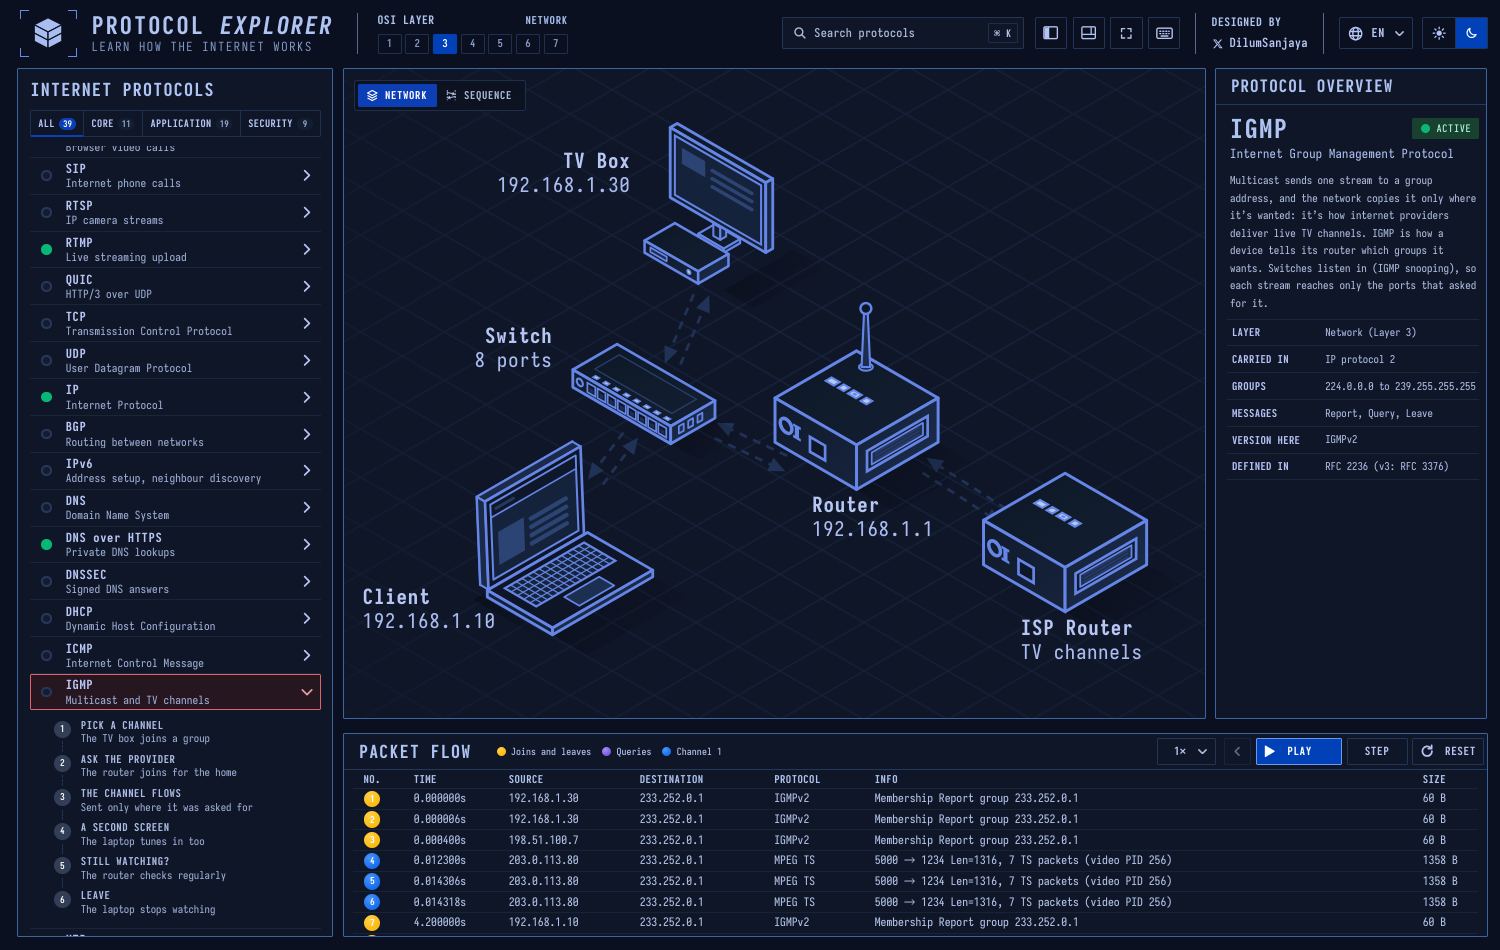 PROTOCOL EXPLORER
LEARN HOW THE INTERNET WORKS
OSI LAYER NETWORK
1 2 3 4 5 6 7
Search protocols ⌘ K
DESIGNED BY
DilumSanjaya
EN
INTERNET PROTOCOLS
ALL 39 CORE 11 APPLICATION 19 SECURITY 9
Browser video calls
SIP
Internet phone calls
RTSP
IP camera streams
RTMP
Live streaming upload
QUIC
HTTP/3 over UDP
TCP
Transmission Control Protocol
UDP
User Datagram Protocol
IP
Internet Protocol
BGP
Routing between networks
IPv6
Address setup, neighbour discovery
DNS
Domain Name System
DNS over HTTPS
Private DNS lookups
DNSSEC
Signed DNS answers
DHCP
Dynamic Host Configuration
ICMP
Internet Control Message
IGMP
Multicast and TV channels
1 PICK A CHANNEL
The TV box joins a group
2 ASK THE PROVIDER
The router joins for the home
3 THE CHANNEL FLOWS
Sent only where it was asked for
4 A SECOND SCREEN
The laptop tunes in too
5 STILL WATCHING?
The router checks regularly
6 LEAVE
The laptop stops watching
NETWORK SEQUENCE
TV Box
192.168.1.30
Switch
8 ports
Router
192.168.1.1
Client
192.168.1.10
ISP Router
TV channels
PROTOCOL OVERVIEW
IGMP ACTIVE
Internet Group Management Protocol
Multicast sends one stream to a group
address, and the network copies it only where
it's wanted: it's how internet providers
deliver live TV channels. IGMP is how a
device tells its router which groups it
wants. Switches listen in (IGMP snooping), so
each stream reaches only the ports that asked
for it.
LAYER Network (Layer 3)
CARRIED IN IP protocol 2
GROUPS 224.0.0.0 to 239.255.255.255
MESSAGES Report, Query, Leave
VERSION HERE IGMPv2
DEFINED IN RFC 2236 (v3: RFC 3376)
PACKET FLOW Joins and leaves Queries Channel 1 1× PLAY STEP RESET
NO. TIME SOURCE DESTINATION PROTOCOL INFO SIZE
1 0.000000s 192.168.1.30 233.252.0.1 IGMPv2 Membership Report group 233.252.0.1 60 B
2 0.000006s 192.168.1.30 233.252.0.1 IGMPv2 Membership Report group 233.252.0.1 60 B
3 0.000400s 198.51.100.7 233.252.0.1 IGMPv2 Membership Report group 233.252.0.1 60 B
4 0.012300s 203.0.113.80 233.252.0.1 MPEG TS 5000 → 1234 Len=1316, 7 TS packets (video PID 256) 1358 B
5 0.014306s 203.0.113.80 233.252.0.1 MPEG TS 5000 → 1234 Len=1316, 7 TS packets (video PID 256) 1358 B
6 0.014318s 203.0.113.80 233.252.0.1 MPEG TS 5000 → 1234 Len=1316, 7 TS packets (video PID 256) 1358 B
7 4.200000s 192.168.1.10 233.252.0.1 IGMPv2 Membership Report group 233.252.0.1 60 B